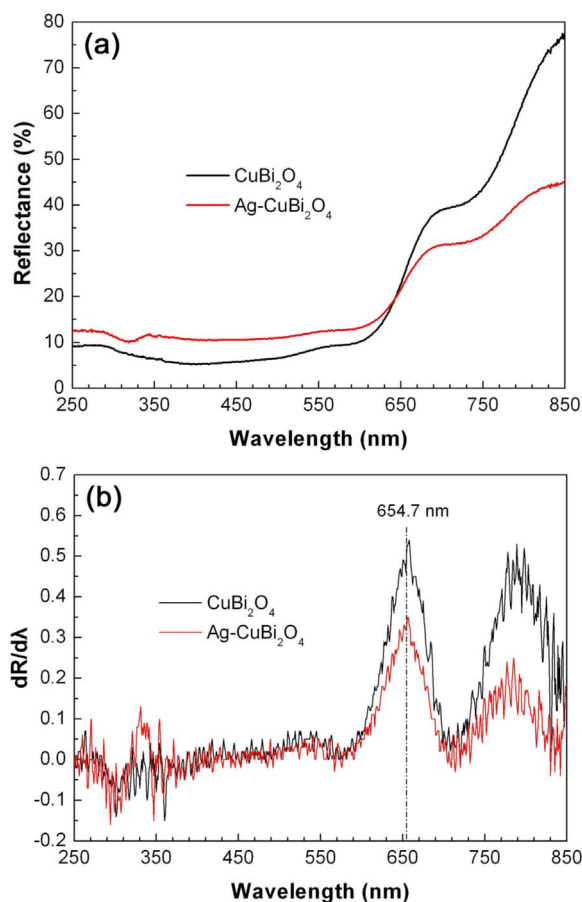 (a)
80
70
60
50
40
30
20
10
0
Reflectance (%)
CuBi₂O₄
Ag-CuBi₂O₄
250 350 450 550 650 750 850
Wavelength (nm)
(b)
654.7 nm
0.7
0.6
0.5
0.4
0.3
0.2
0.1
0.0
-0.1
-0.2
dR/dλ
CuBi₂O₄
Ag-CuBi₂O₄
250 350 450 550 650 750 850
Wavelength (nm)